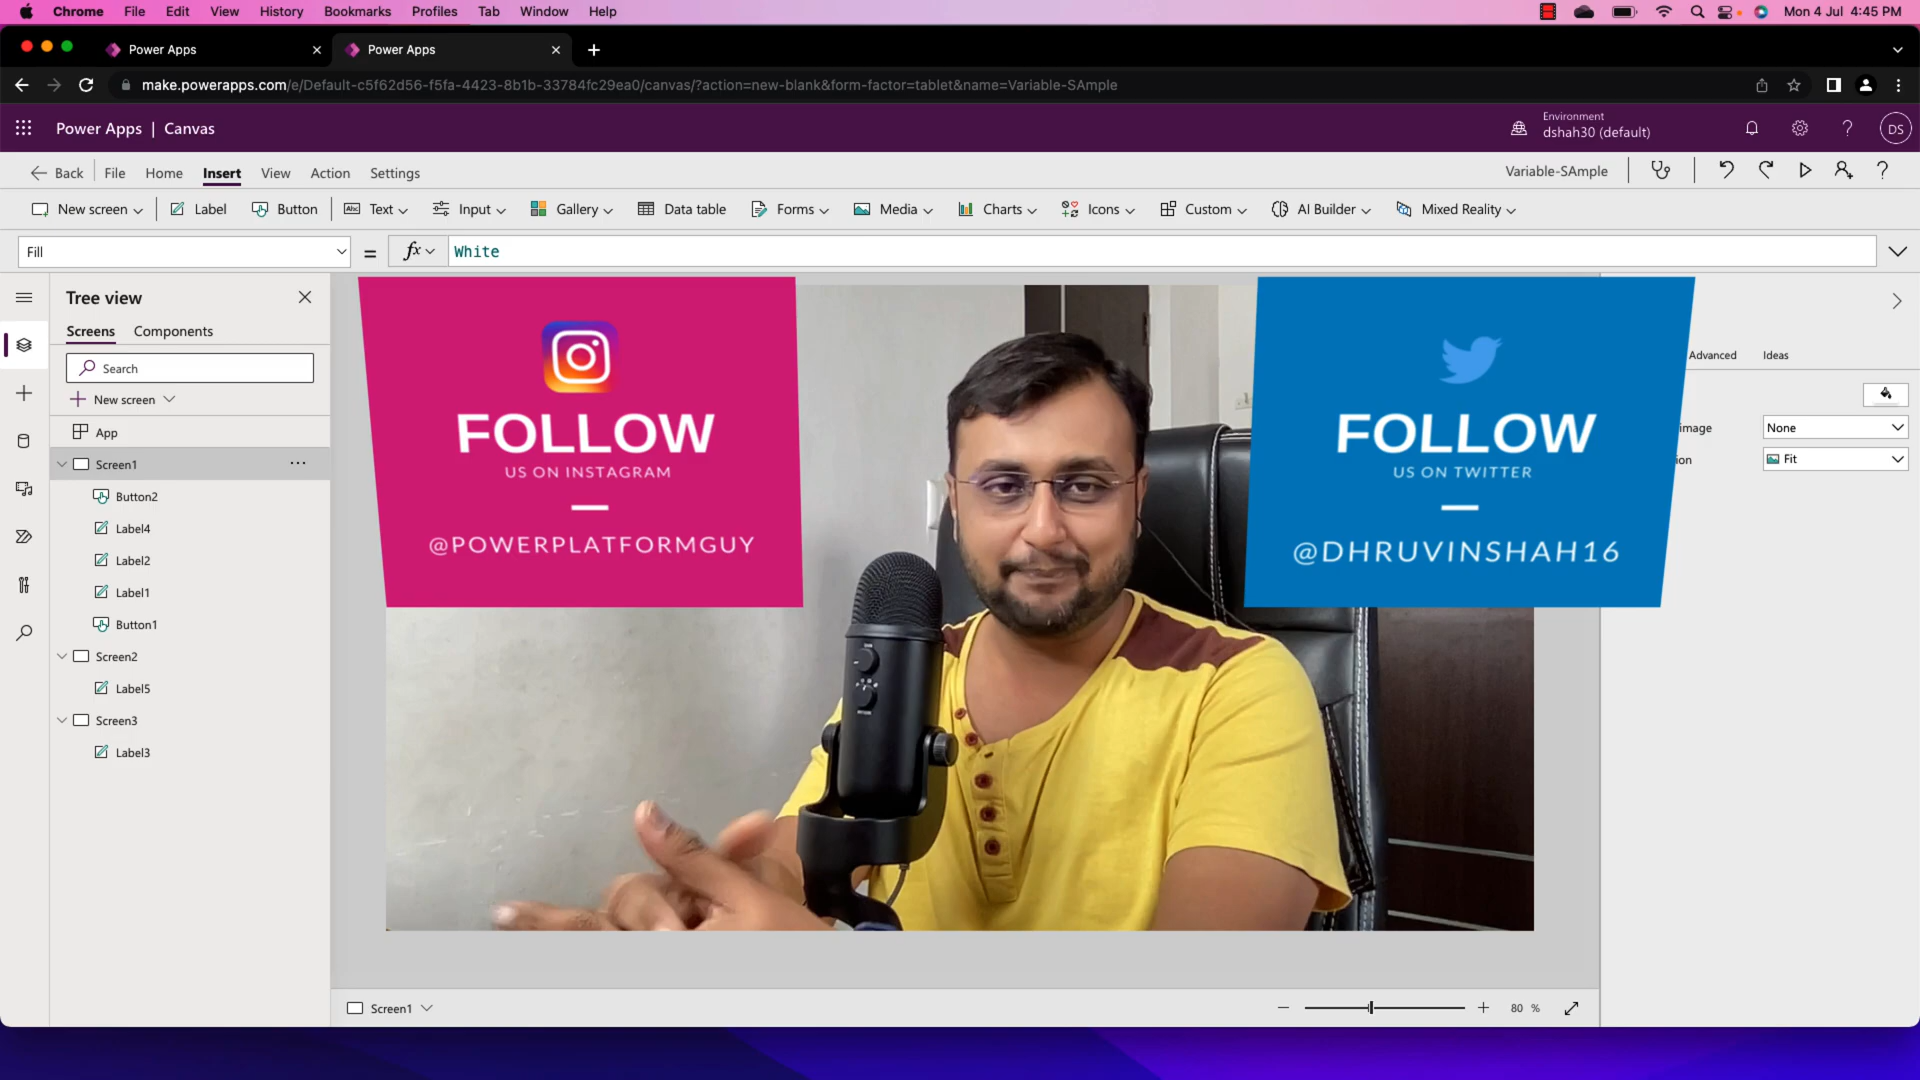 Chrome File Edit View History Bookmarks Profiles Tab Window Help Mon 4 Jul 4:45 PM
Power Apps Power Apps
make.powerapps.com/e/Default-c5f62d56-f5fa-4423-8b1b-33784fc29ea0/canvas/?action=new-blank&form-factor=tablet&name=Variable-SAmple
Power Apps | Canvas
Environment
dshah30 (default)
DS
Back File Home Insert View Action Settings Variable-SAmple
New screen Label Button Text Input Gallery Data table Forms Media Charts Icons Custom AI Builder Mixed Reality
Fill = fx White
Tree view
Screens Components
Search
New screen
App
Screen1
Button2
Label4
Label2
Label1
Button1
Screen2
Label5
Screen3
Label3
FOLLOW
US ON INSTAGRAM
@POWERPLATFORMGUY
FOLLOW
US ON TWITTER
@DHRUVINSHAH16
Advanced Ideas
image None
ion Fit
Screen1 80 %